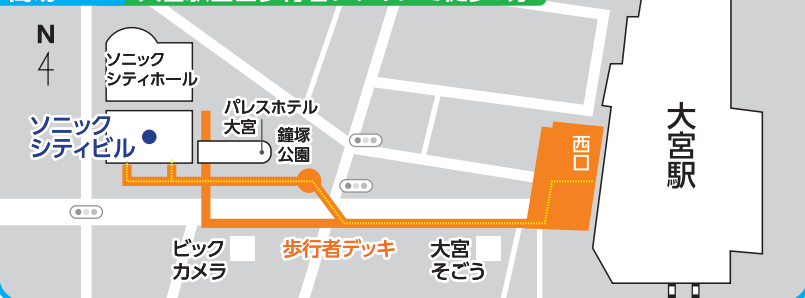 N
ソニック
シティホール
パレスホテル
大宮
鐘塚
公園
ソニック
シティビル
西口
大宮駅
ビック
カメラ
歩行者デッキ
大宮
そごう